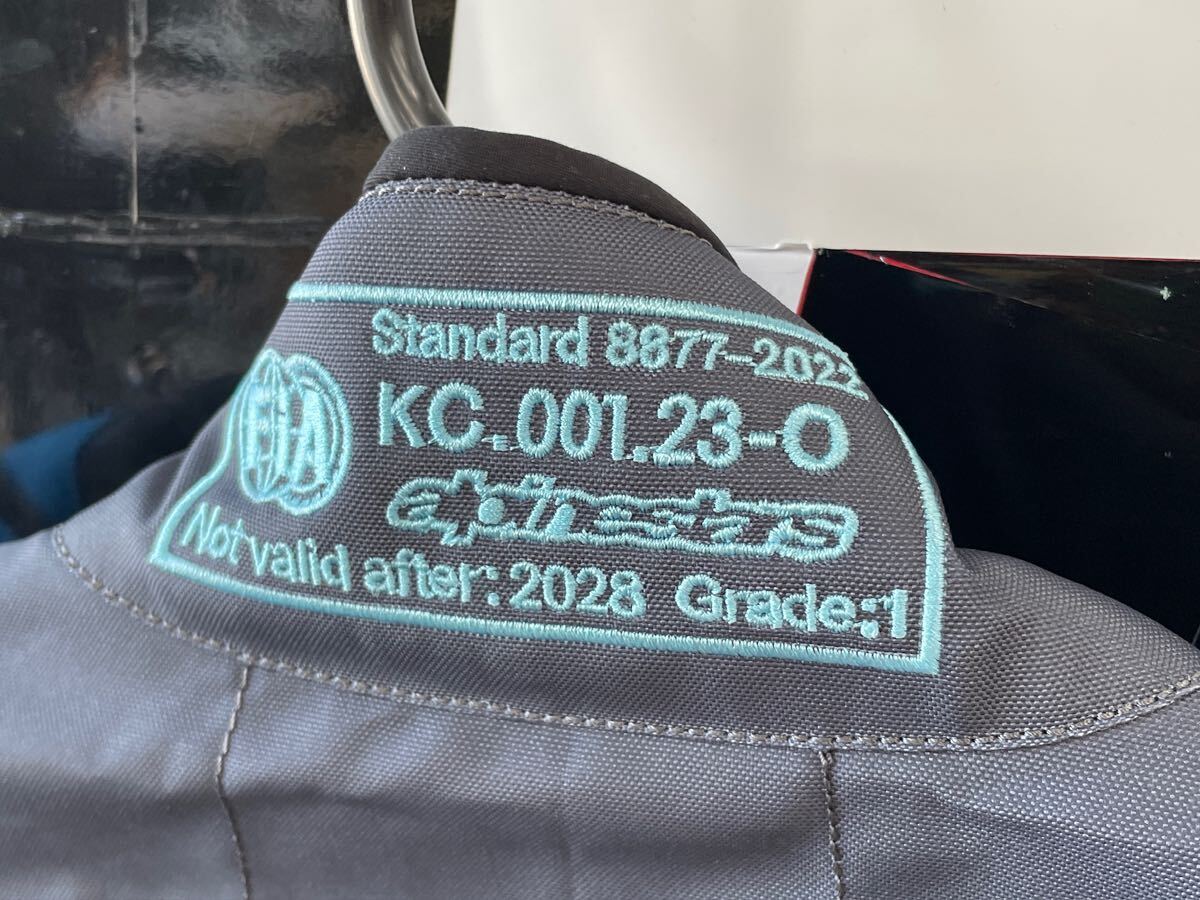 Standard 8877-2022
FIA
KC.001.23-O
alpinestars
Not valid after: 2028 Grade:1